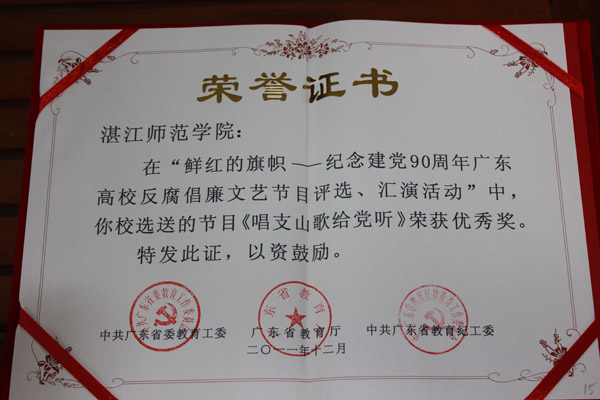 荣誉证书
湛江师范学院：
在“鲜红的旗帜——纪念建党90周年广东
高校反腐倡廉文艺节目评选、汇演活动”中，
你校选送的节目《唱支山歌给党听》荣获优秀奖。
特发此证，以资鼓励。
中共广东省委教育工委 广东省教育厅 中共广东省教育纪工委
二〇一一年十二月
15